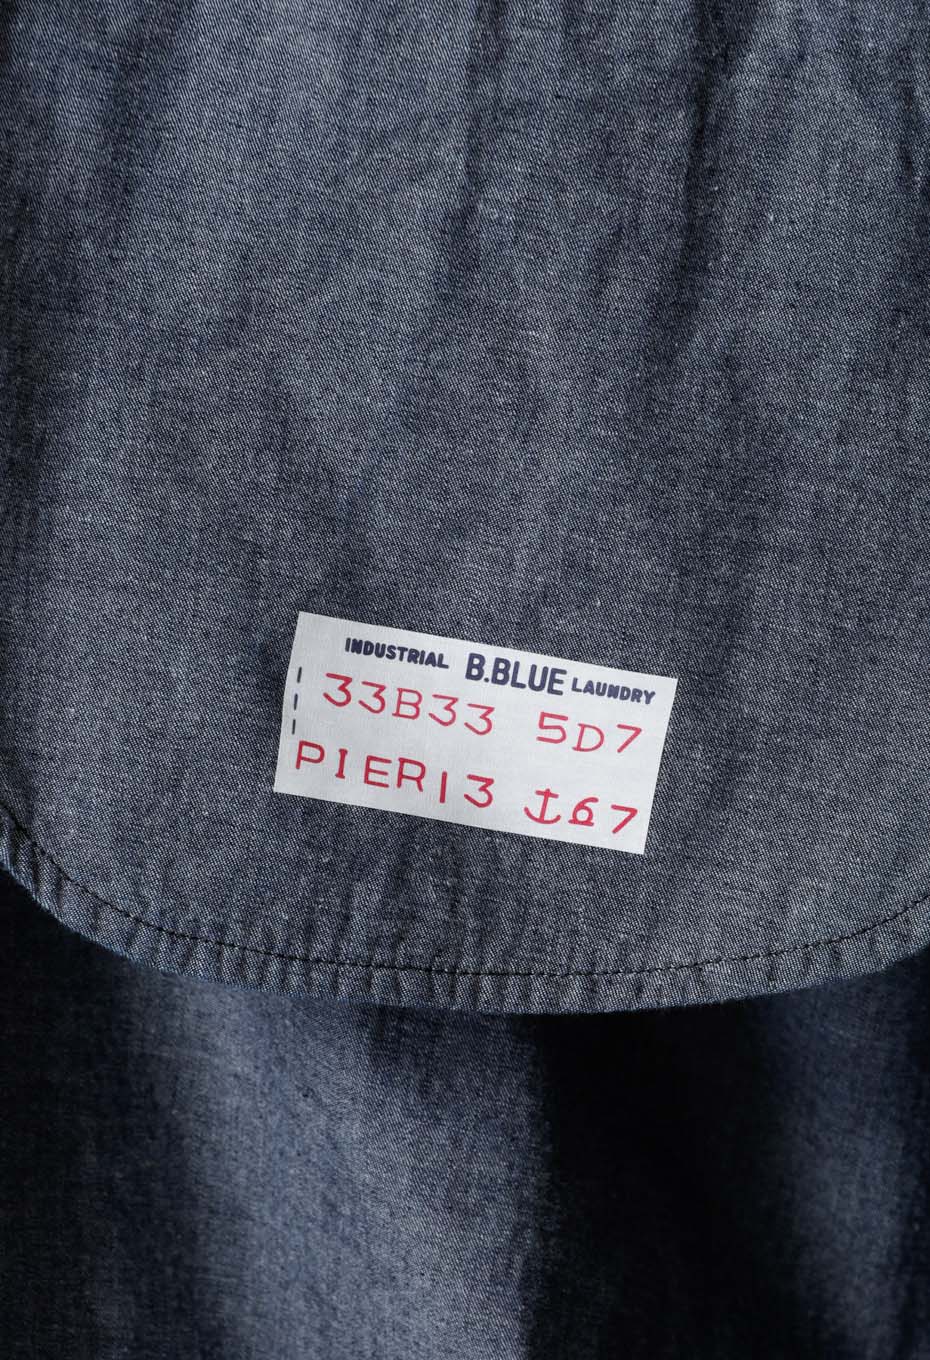 INDUSTRIAL B.BLUE LAUNDRY
33B33 5D7
PIER13 ⚓67